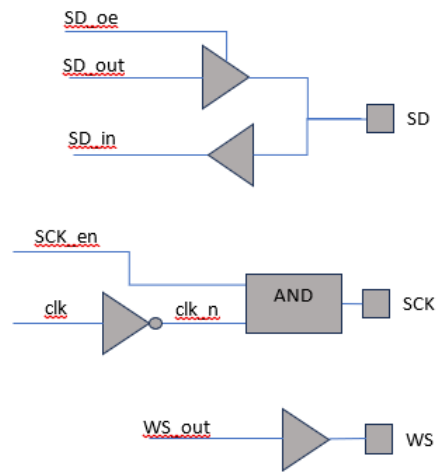 SD_oe
SD_out
SD
SD_in
SCK_en
AND
SCK
clk
clk_n
WS_out
WS